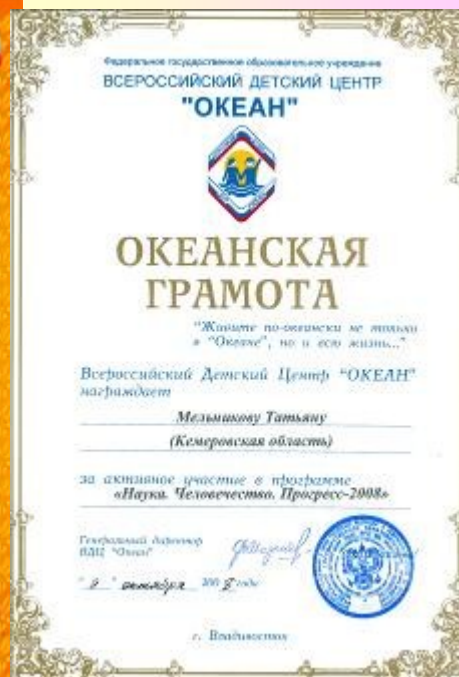 Федеральное государственное образовательное учреждение
ВСЕРОССИЙСКИЙ ДЕТСКИЙ ЦЕНТР
"ОКЕАН"
ОКЕАНСКАЯ
ГРАМОТА
"Живите по-океански не только
в "Океане", но и всю жизнь..."
Всероссийский Детский Центр "ОКЕАН"
награждает
Мельникову Татьяну
(Кемеровская область)
за активное участие в программе
«Наука. Человечество. Прогресс-2008»
Генеральный директор
ВДЦ "Океан"
октября 2008 года
г. Владивосток